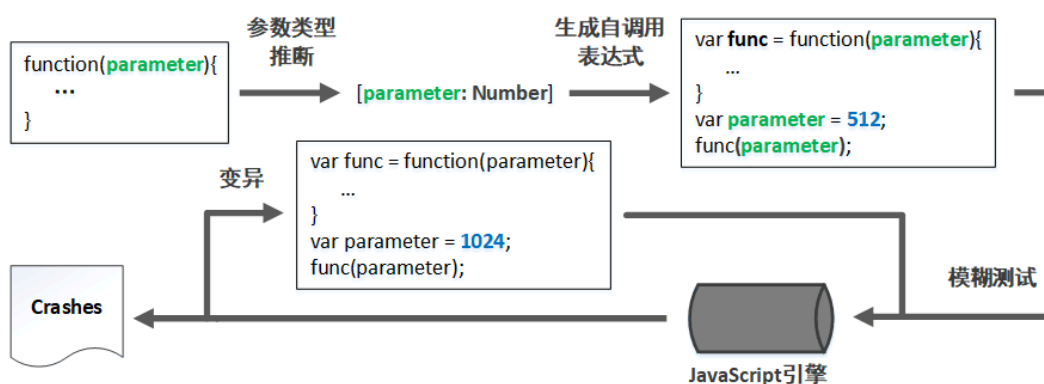 function(parameter){
...
}
参数类型
推断
[parameter: Number]
生成自调用
表达式
var func = function(parameter){
...
}
var parameter = 512;
func(parameter);
变异
var func = function(parameter){
...
}
var parameter = 1024;
func(parameter);
模糊测试
Crashes
JavaScript引擎